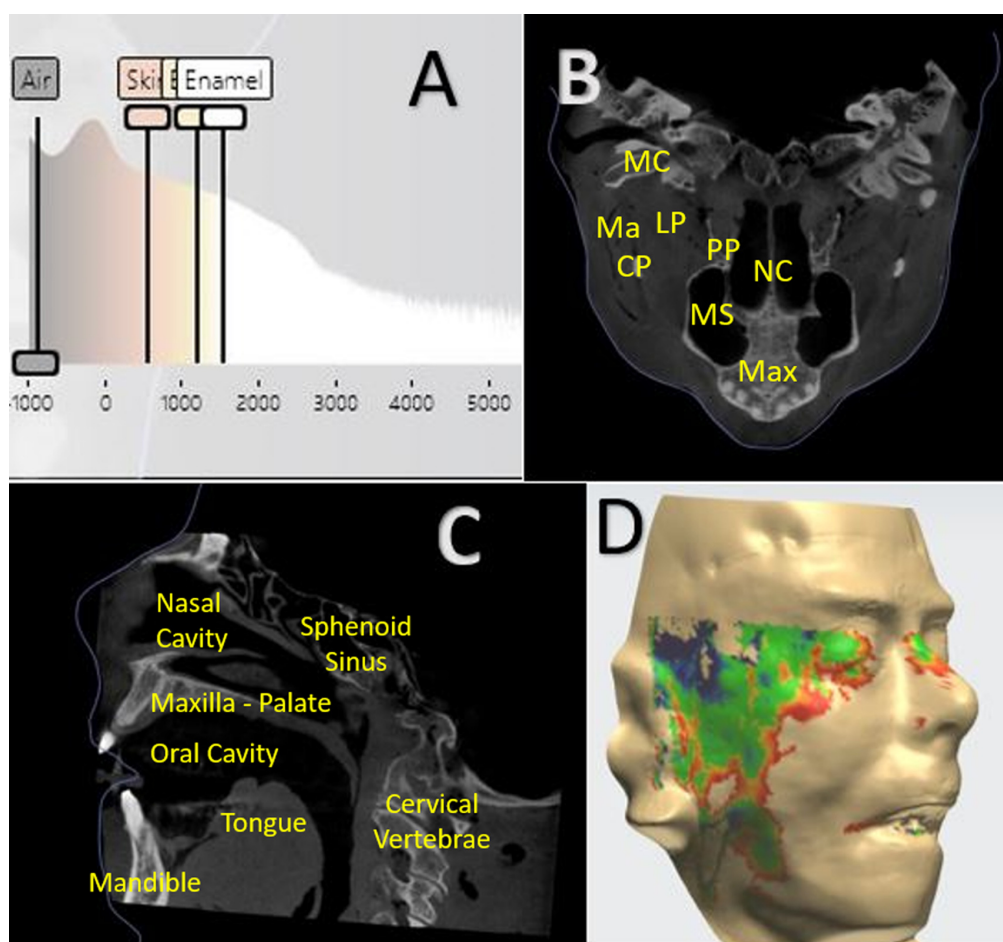 A
Air
Enamel
-1000 0 1000 2000 3000 4000 5000
B
MC
Ma LP
CP PP NC
MS
Max
C
Nasal
Cavity
Sphenoid
Sinus
Maxilla - Palate
Oral Cavity
Tongue
Cervical
Vertebrae
Mandible
D